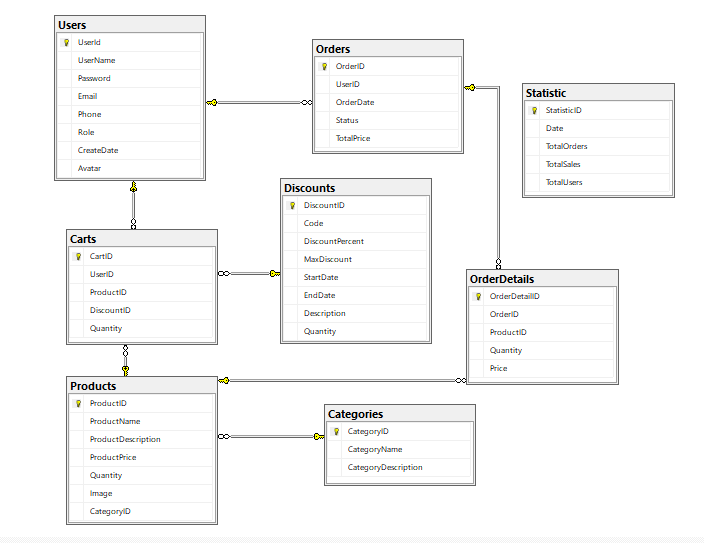 Users
UserId
UserName
Password
Email
Phone
Role
CreateDate
Avatar
Orders
OrderID
UserID
OrderDate
Status
TotalPrice
Statistic
StatisticID
Date
TotalOrders
TotalSales
TotalUsers
Discounts
DiscountID
Code
DiscountPercent
MaxDiscount
StartDate
EndDate
Description
Quantity
Carts
CartID
UserID
ProductID
DiscountID
Quantity
OrderDetails
OrderDetailID
OrderID
ProductID
Quantity
Price
Products
ProductID
ProductName
ProductDescription
ProductPrice
Quantity
Image
CategoryID
Categories
CategoryID
CategoryName
CategoryDescription